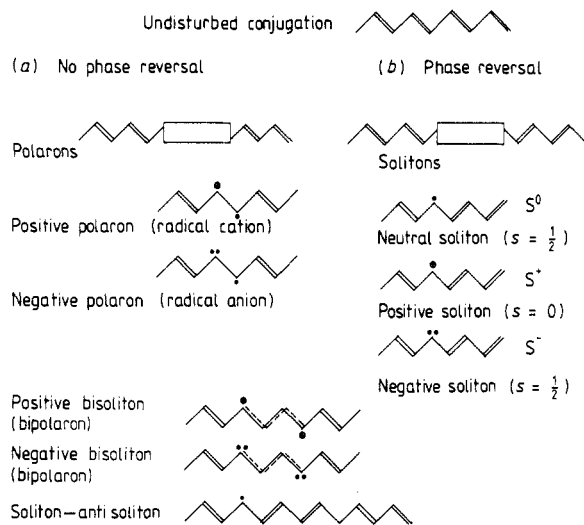 Undisturbed conjugation
(a) No phase reversal
(b) Phase reversal
Polarons
Solitons
Positive polaron (radical cation)
Negative polaron (radical anion)
S⁰
Neutral soliton (s = 1/2)
S⁺
Positive soliton (s = 0)
S⁻
Negative soliton (s = 1/2)
Positive bisoliton
(bipolaron)
Negative bisoliton
(bipolaron)
Soliton–anti soliton